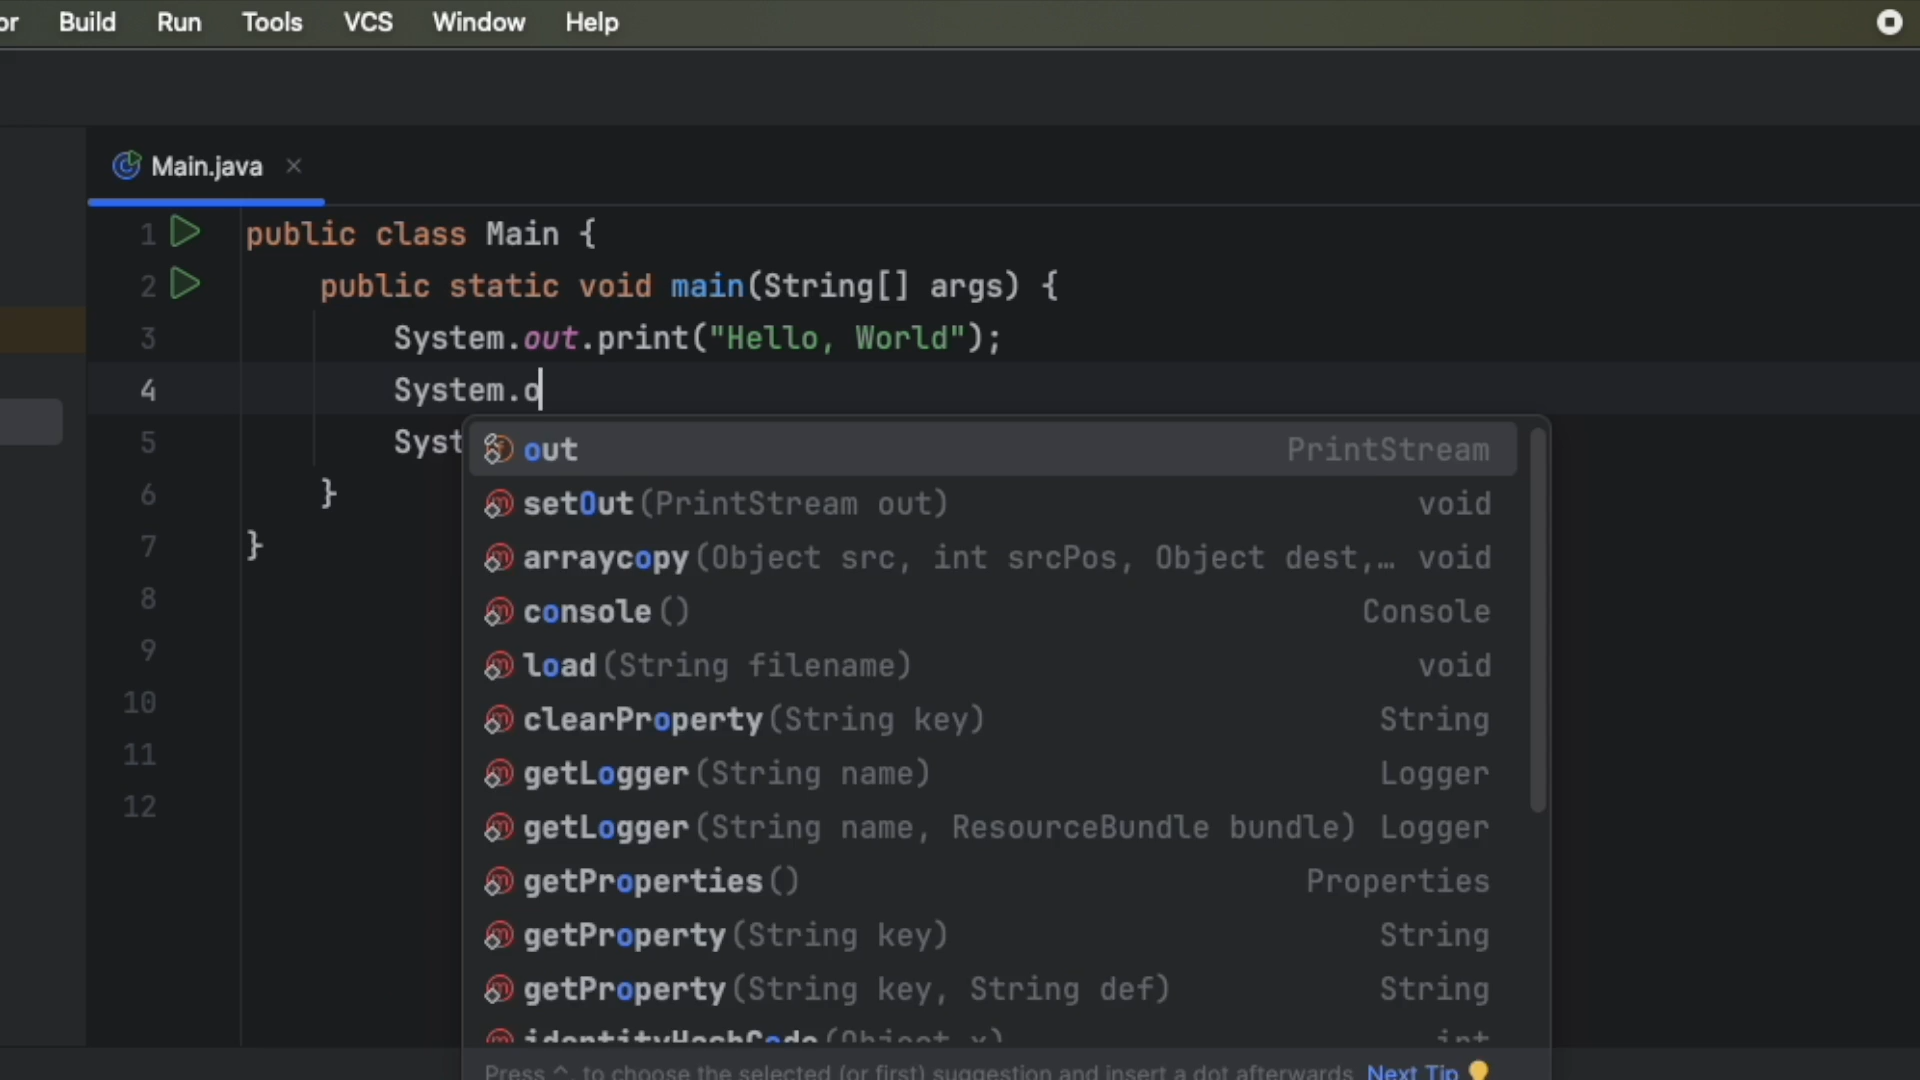 or Build Run Tools VCS Window Help
Main.java
1 public class Main {
2 public static void main(String[] args) {
3 System.out.print("Hello, World");
4 System.o
5 Syst
6 }
7 }
8
9
10
11
12
out PrintStream
setOut(PrintStream out) void
arraycopy(Object src, int srcPos, Object dest,… void
console() Console
load(String filename) void
clearProperty(String key) String
getLogger(String name) Logger
getLogger(String name, ResourceBundle bundle) Logger
getProperties() Properties
getProperty(String key) String
getProperty(String key, String def) String
identityHashCode(Object x) int
Press ^. to choose the selected (or first) suggestion and insert a dot afterwards Next Tip